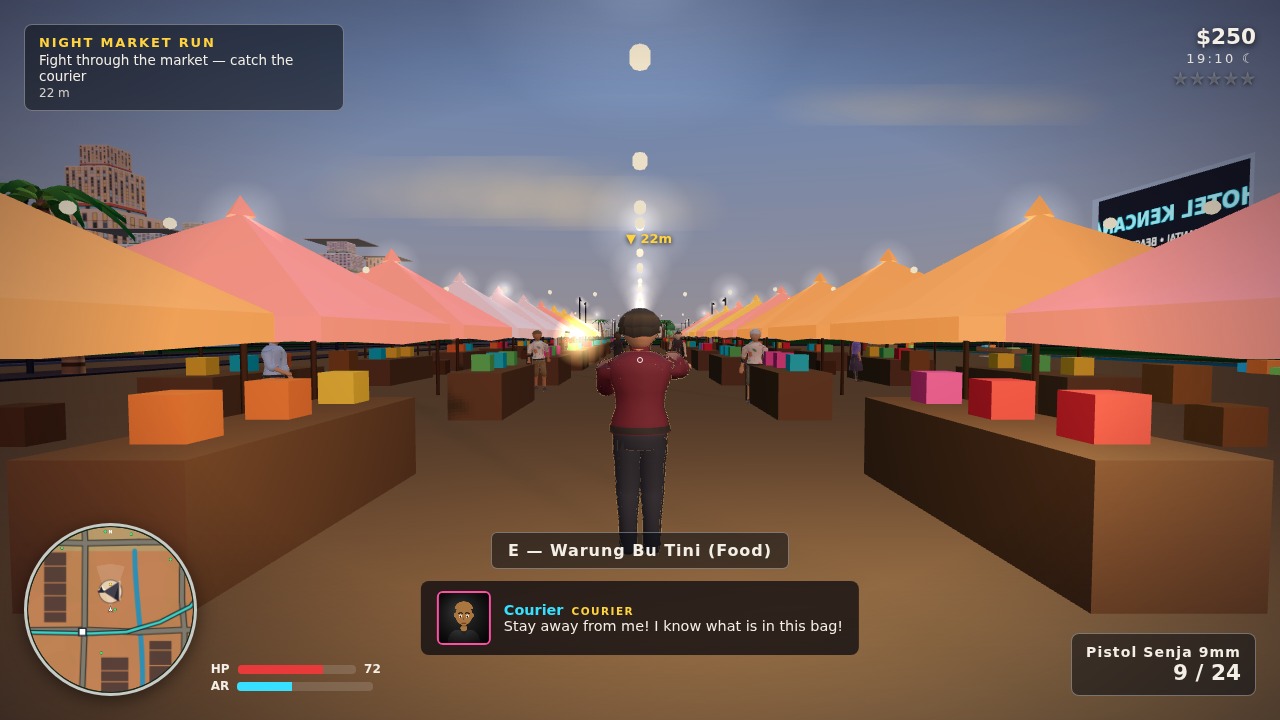 NIGHT MARKET RUN
Fight through the market — catch the
courier
22 m
$250
19:10
▼ 22m
HOTEL KENCANA
E — Warung Bu Tini (Food)
Courier COURIER
Stay away from me! I know what is in this bag!
HP 72
AR
Pistol Senja 9mm
9 / 24